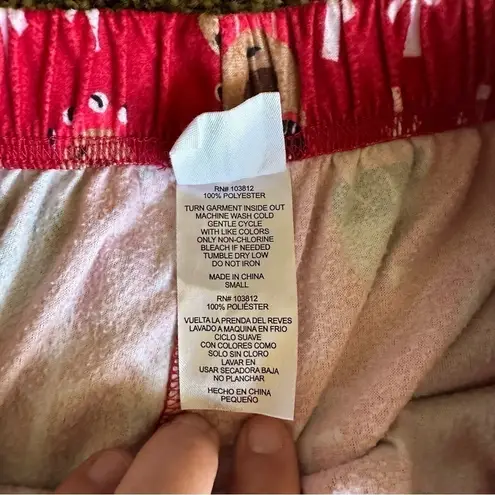 RN# 103812
100% POLYESTER
TURN GARMENT INSIDE OUT
MACHINE WASH COLD
GENTLE CYCLE
WITH LIKE COLORS
ONLY NON-CHLORINE
BLEACH IF NEEDED
TUMBLE DRY LOW
DO NOT IRON
MADE IN CHINA
SMALL
RN# 103812
100% POLIÉSTER
VUELTA LA PRENDA DEL REVES
LAVADO A MAQUINA EN FRIO
CICLO SUAVE
CON COLORES COMO
SOLO SIN CLORO
LAVAR EN
USAR SECADORA BAJA
NO PLANCHAR
HECHO EN CHINA
PEQUEÑO